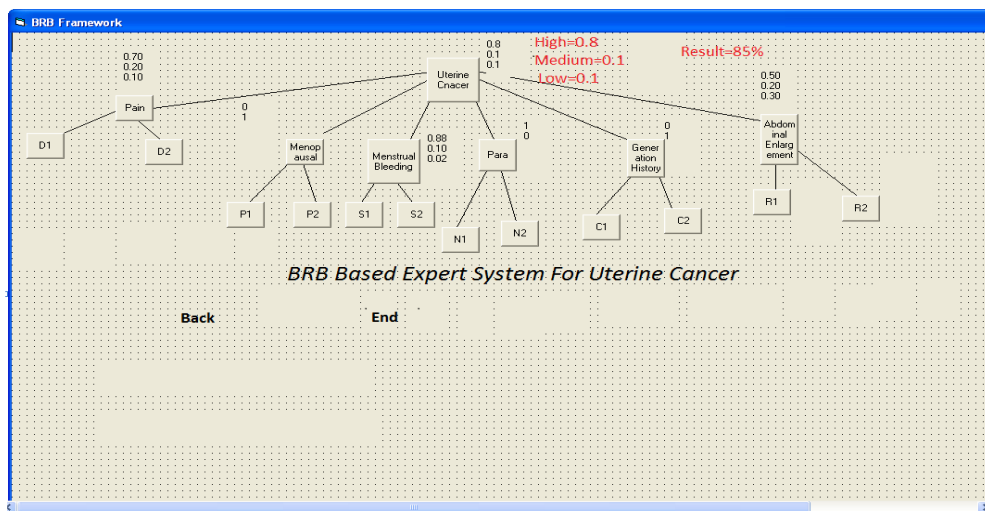 BRB Framework
0.8
0.1
0.1
High=0.8
Medium=0.1
Low=0.1
Result=85%
0.70
0.20
0.10
Uterine
Cnacer
0.50
0.20
0.30
Pain
0
1
D1
D2
Menop
ausal
0.88
0.10
0.02
Menstrual
Bleeding
1
0
Para
0
1
Gener
ation
History
Abdom
inal
Enlarg
ement
P1
P2
S1
S2
N1
N2
C1
C2
R1
R2
BRB Based Expert System For Uterine Cancer
Back
End